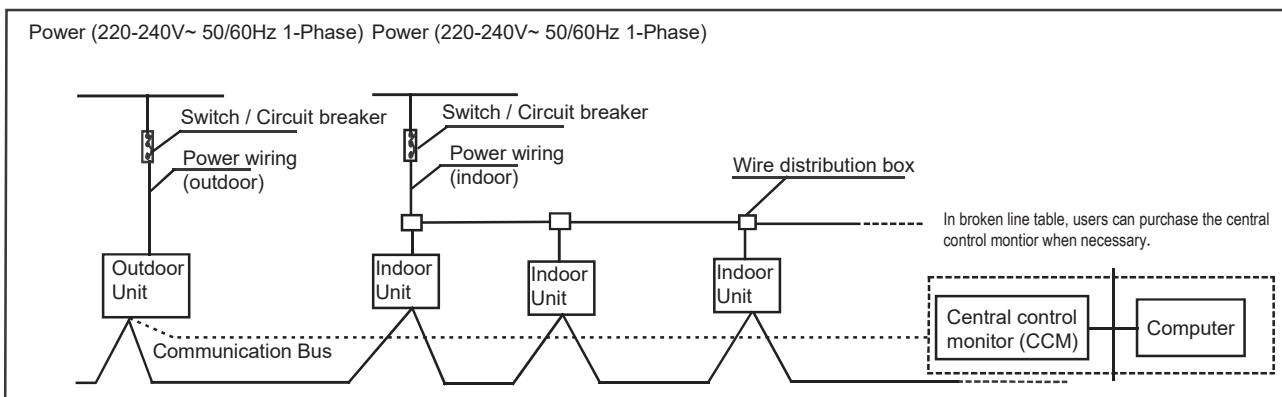 Power (220-240V~ 50/60Hz 1-Phase) Power (220-240V~ 50/60Hz 1-Phase)
Switch / Circuit breaker
Power wiring
(outdoor)
Switch / Circuit breaker
Power wiring
(indoor)
Wire distribution box
In broken line table, users can purchase the central
control montior when necessary.
Outdoor
Unit
Indoor
Unit
Indoor
Unit
Indoor
Unit
Central control
monitor (CCM)
Computer
Communication Bus